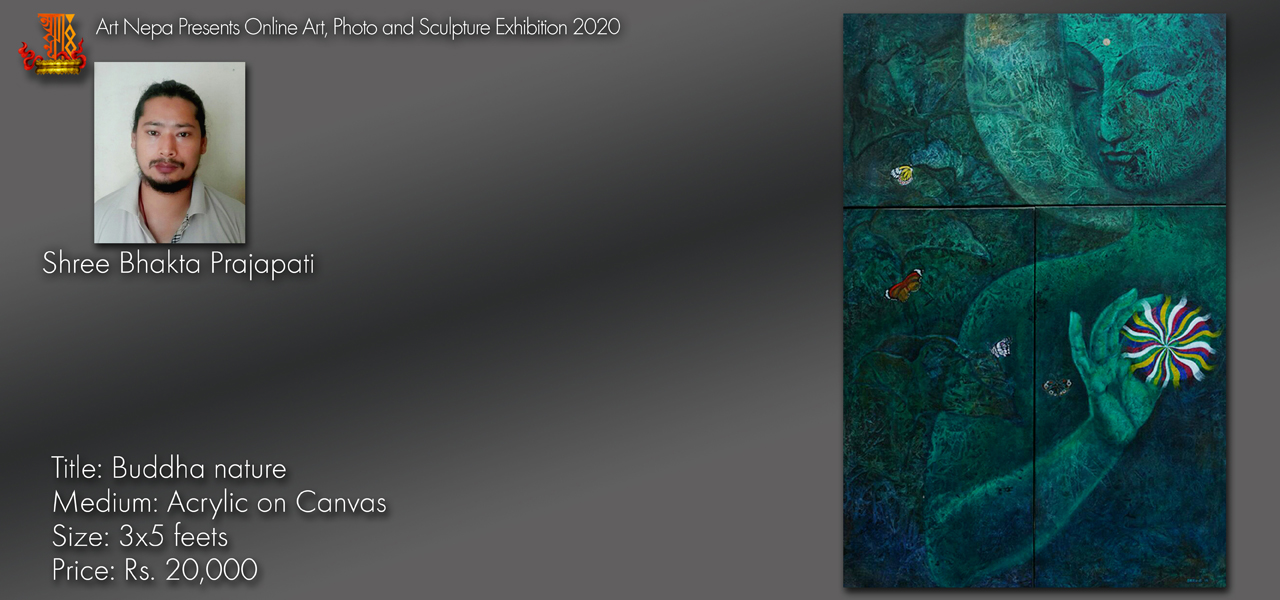 Art Nepa Presents Online Art, Photo and Sculpture Exhibition 2020
Shree Bhakta Prajapati
Title: Buddha nature
Medium: Acrylic on Canvas
Size: 3x5 feets
Price: Rs. 20,000